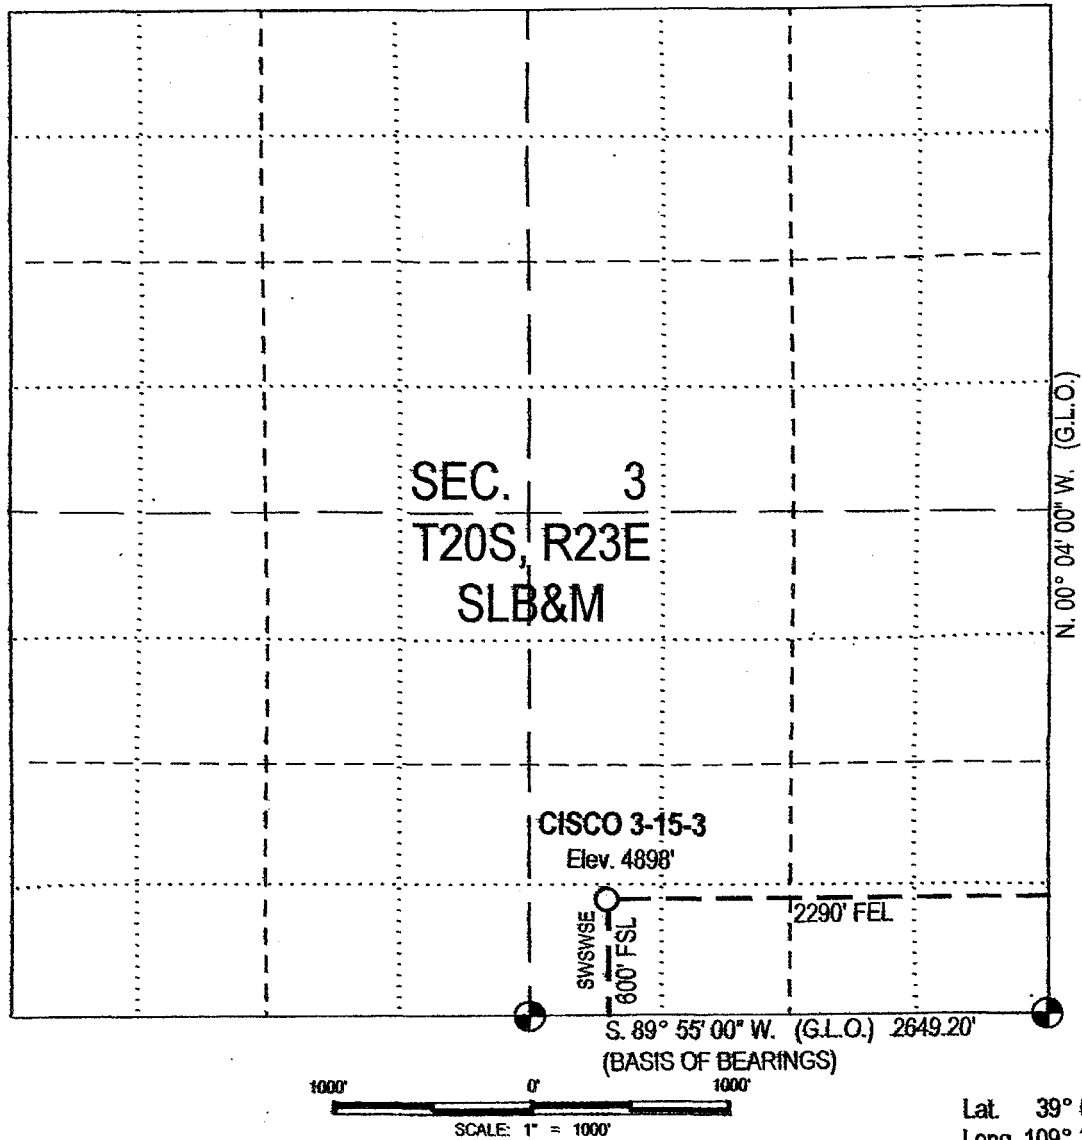 SEC. 3
T20S, R23E
SLB&M
N. 00° 04' 00" W. (G.L.O.)
CISCO 3-15-3
Elev. 4898'
SWSWSE
600' FSL
2290' FEL
S. 89° 55' 00" W. (G.L.O.) 2649.20'
(BASIS OF BEARINGS)
1000' 0' 1000'
SCALE: 1" = 1000'
Lat. 39°
Long. 109°